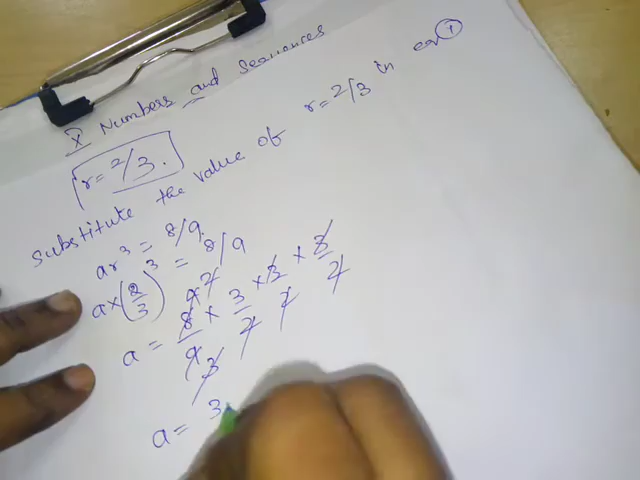 X Numbers and Sequences
r = 2/3.
Substitute the value of r = 2/3 in eq ①
ar³ = 8/9.
a × (2/3)³ = 8/9
a = 8/9 × 3/2 × 3/2 × 3/2
a = 3